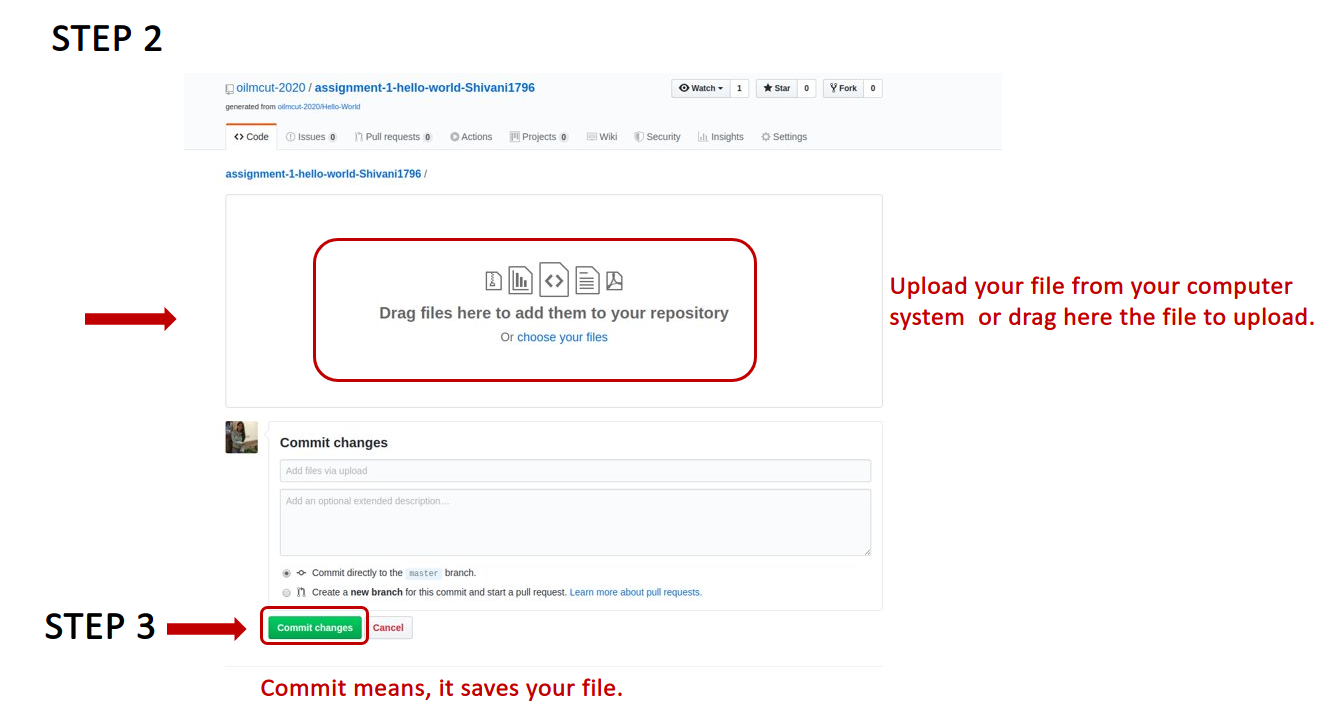 STEP 2
oilmcut-2020 / assignment-1-hello-world-Shivani1796
Watch 1 Star 0 Fork 0
generated from oilmcut-2020/Hello-World
Code Issues 0 Pull requests 0 Actions Projects 0 Wiki Security Insights Settings
assignment-1-hello-world-Shivani1796 /
Drag files here to add them to your repository
Or choose your files
Upload your file from your computer
system or drag here the file to upload.
Commit changes
Add files via upload
Add an optional extended description...
Commit directly to the master branch.
Create a new branch for this commit and start a pull request. Learn more about pull requests.
STEP 3
Commit changes Cancel
Commit means, it saves your file.